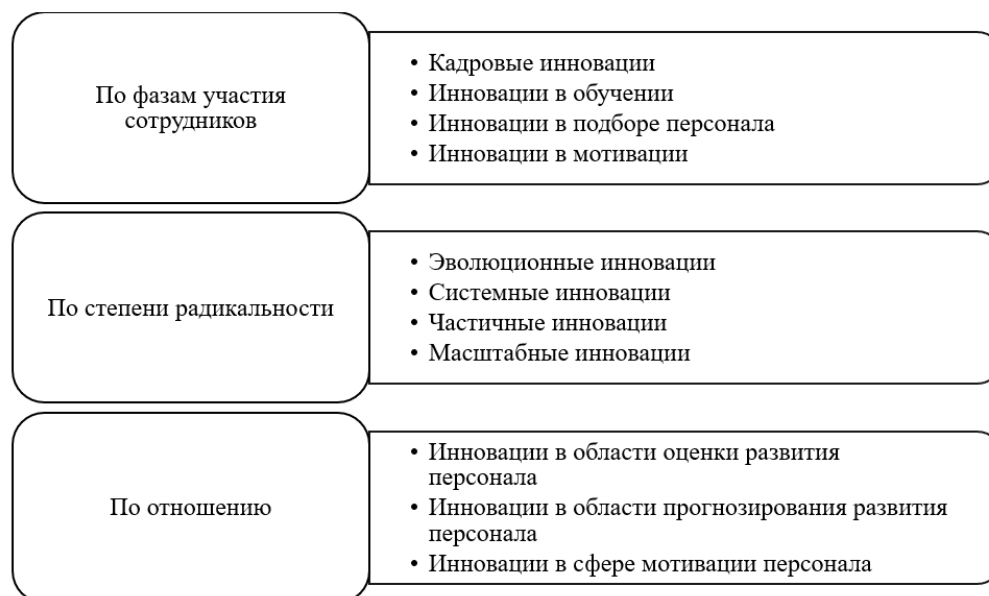 По фазам участия
сотрудников
• Кадровые инновации
• Инновации в обучении
• Инновации в подборе персонала
• Инновации в мотивации
По степени радикальности
• Эволюционные инновации
• Системные инновации
• Частичные инновации
• Масштабные инновации
По отношению
• Инновации в области оценки развития
персонала
• Инновации в области прогнозирования развития
персонала
• Инновации в сфере мотивации персонала